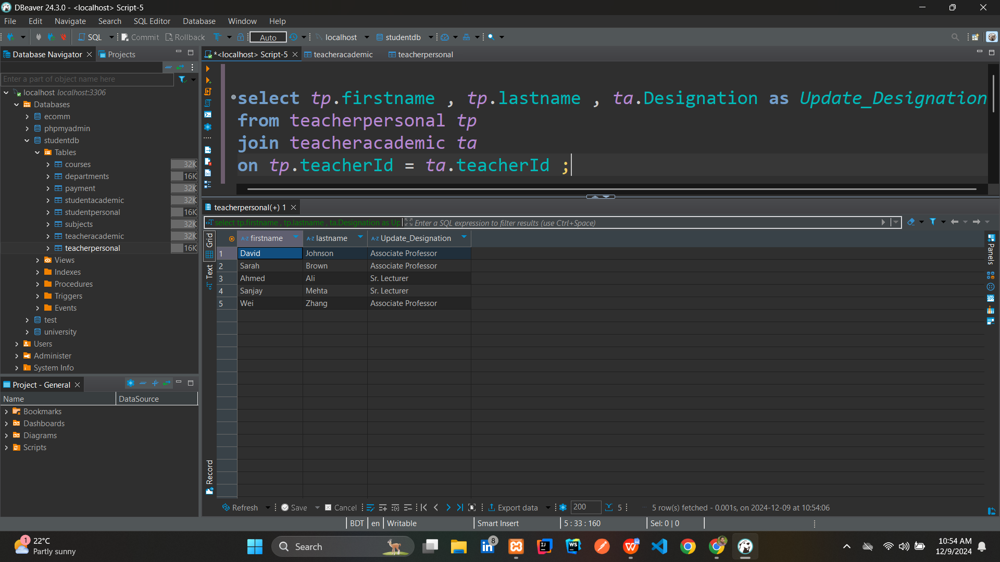 DBeaver 24.3.0 - <localhost> Script-5
File Edit Navigate Search SQL Editor Database Window Help
SQL Commit Rollback Auto localhost studentdb
Database Navigator Projects
*<localhost> Script-5 teacheracademic teacherpersonal
Enter a part of object name here
localhost localhost:3306
Databases
ecomm
phpmyadmin
studentdb
Tables
courses 32K
departments 16K
payment 32K
studentacademic 32K
studentpersonal 16K
subjects 32K
teacheracademic 32K
teacherpersonal 16K
Views
Indexes
Procedures
Triggers
Events
test
university
Users
Administer
System Info
select tp.firstname , tp.lastname , ta.Designation as Update_Designation
from teacherpersonal tp
join teacheracademic ta
on tp.teacherId = ta.teacherId ;
teacherpersonal(+) 1
select tp.firstname , tp.lastname , ta.Designation as Up Enter a SQL expression to filter results (use Ctrl+Space)
Grid
Text
Record
Panels
A-Z firstname A-Z lastname A-Z Update_Designation
1 David Johnson Associate Professor
2 Sarah Brown Associate Professor
3 Ahmed Ali Sr. Lecturer
4 Sanjay Mehta Sr. Lecturer
5 Wei Zhang Associate Professor
Refresh Save Cancel Export data 200 5 5 row(s) fetched - 0.001s, on 2024-12-09 at 10:54:06
Project - General
Name DataSource
Bookmarks
Dashboards
Diagrams
Scripts
BDT en Writable Smart Insert 5 : 33 : 160 Sel: 0 | 0
1 22°C
Partly sunny
Search
8
IJ
WS
W
10:54 AM
12/9/2024